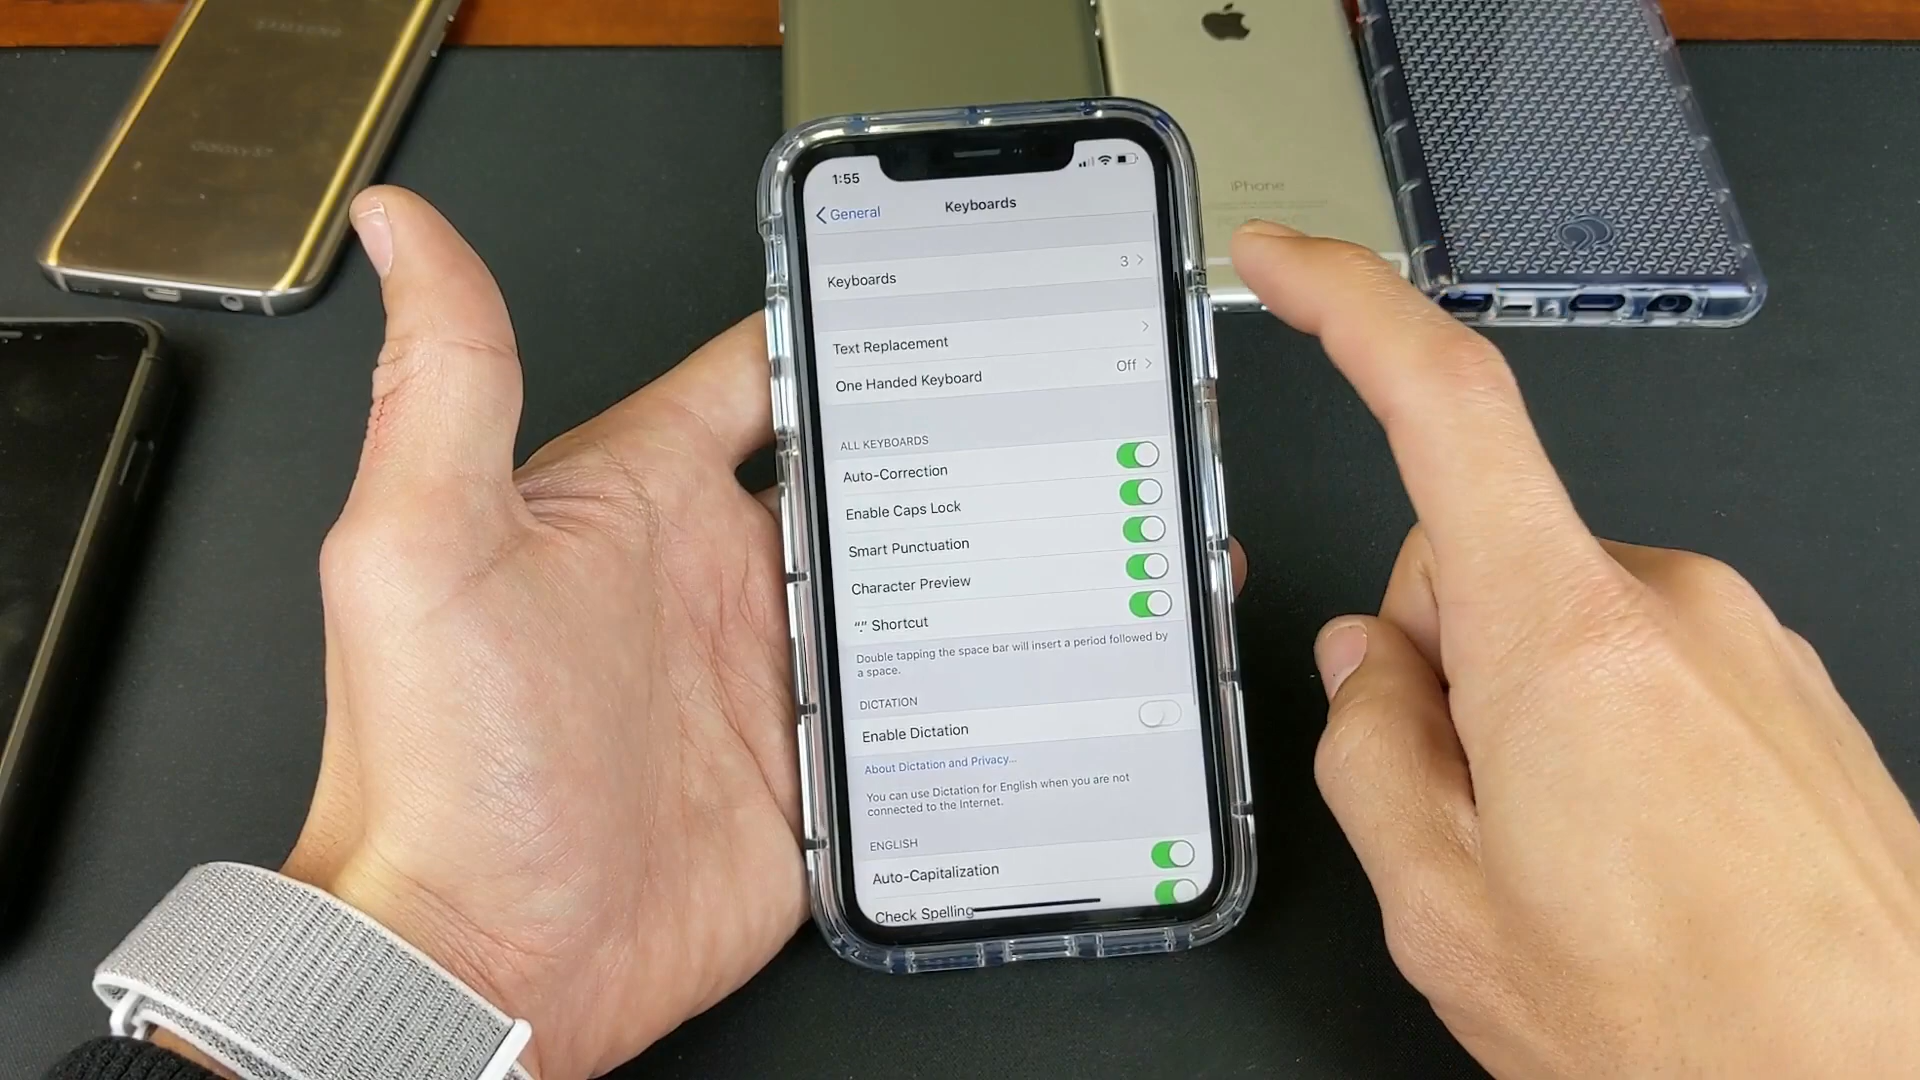 SAMSUNG
Galaxy S7
iPhone
1:55
General
Keyboards
Keyboards
3
Text Replacement
One Handed Keyboard
Off
ALL KEYBOARDS
Auto-Correction
Enable Caps Lock
Smart Punctuation
Character Preview
“.” Shortcut
Double tapping the space bar will insert a period followed by
a space.
DICTATION
Enable Dictation
About Dictation and Privacy...
You can use Dictation for English when you are not
connected to the Internet.
ENGLISH
Auto-Capitalization
Check Spelling